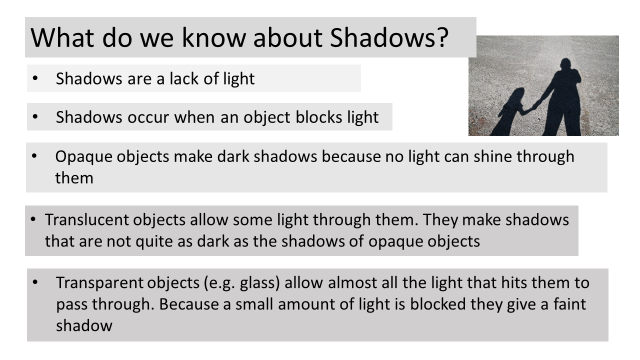 What do we know about Shadows?
• Shadows are a lack of light
• Shadows occur when an object blocks light
• Opaque objects make dark shadows because no light can shine through
them
• Translucent objects allow some light through them. They make shadows
that are not quite as dark as the shadows of opaque objects
• Transparent objects (e.g. glass) allow almost all the light that hits them to
pass through. Because a small amount of light is blocked they give a faint
shadow